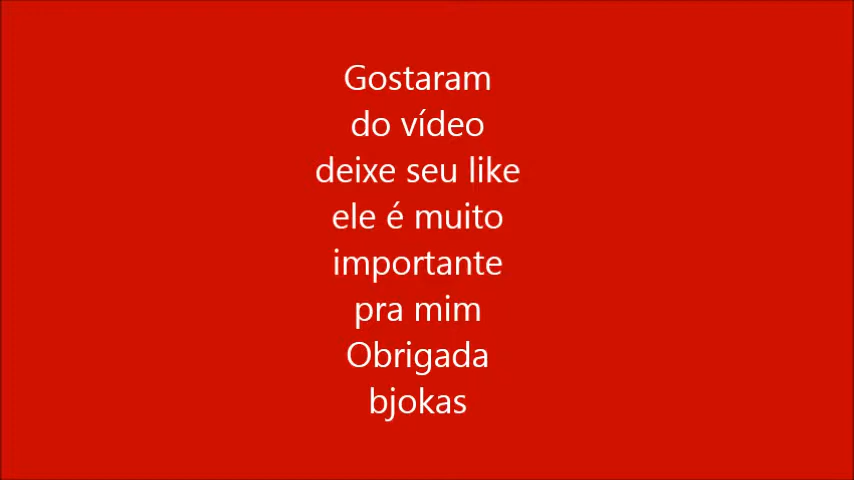 Gostaram
do vídeo
deixe seu like
ele é muito
importante
pra mim
Obrigada
bjokas